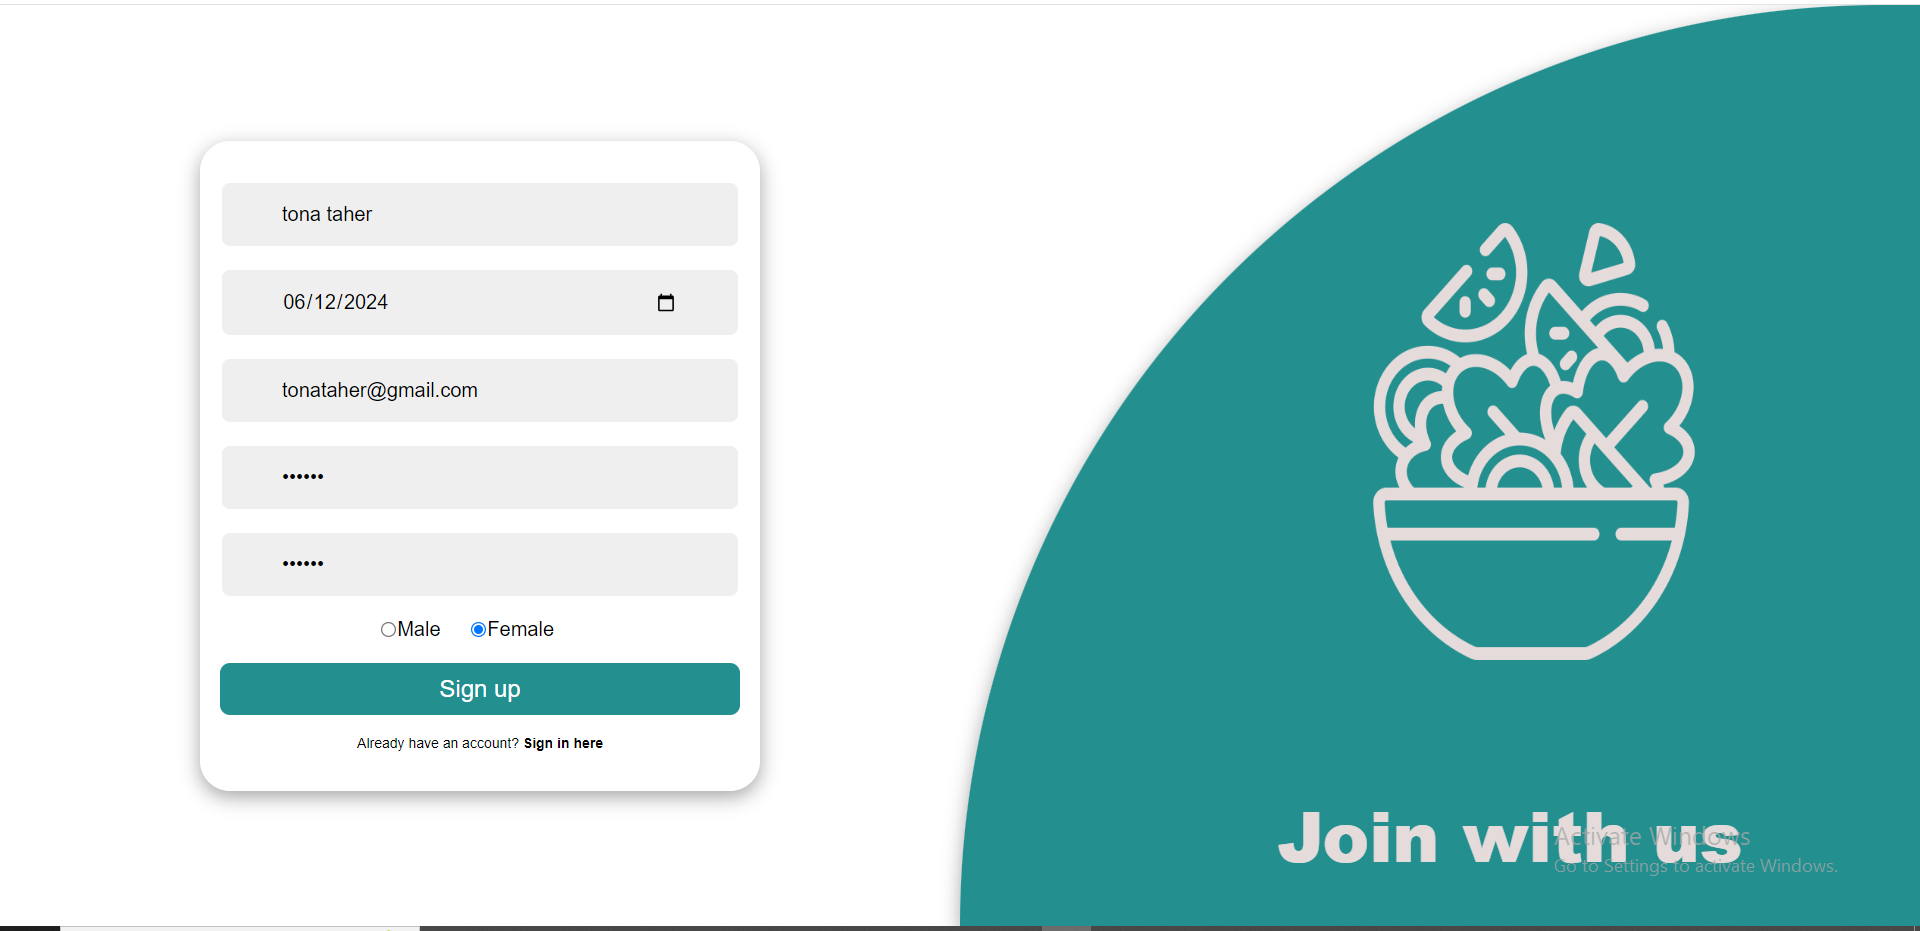 tona taher
06/12/2024
tonataher@gmail.com
••••••
••••••
Male Female
Sign up
Already have an account? Sign in here
Join with us
Activate Windows
Go to Settings to activate Windows.